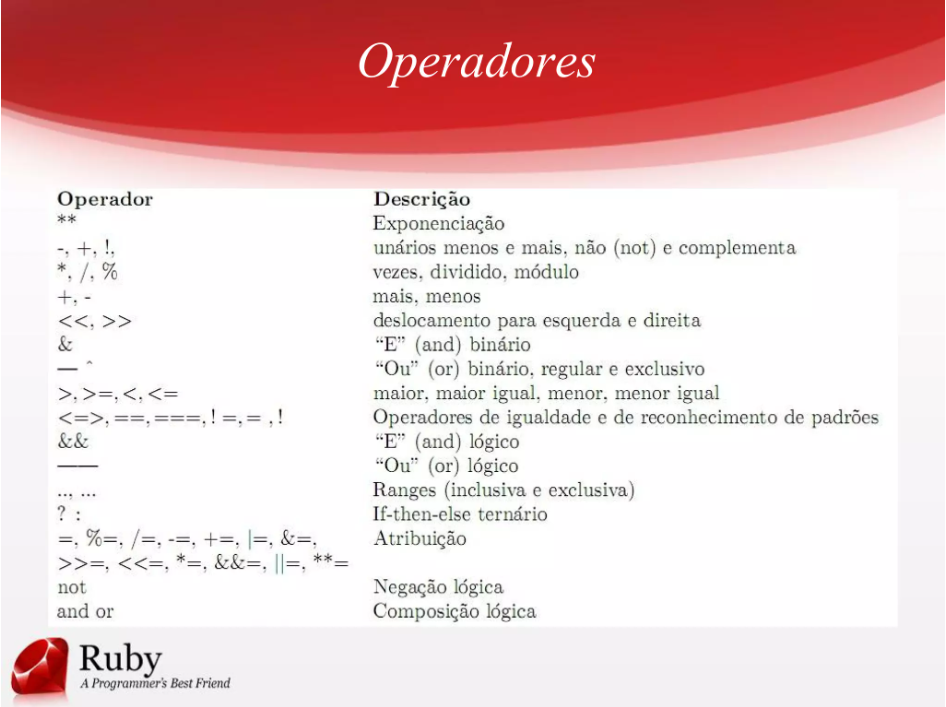 Operadores
Operador Descrição
** Exponenciação
-, +, !, unários menos e mais, não (not) e complementa
*, /, % vezes, dividido, módulo
+, - mais, menos
<<, >> deslocamento para esquerda e direita
& “E” (and) binário
— ˆ “Ou” (or) binário, regular e exclusivo
>, >=, <, <= maior, maior igual, menor, menor igual
<=>, ==, ===, ! =, = , ! Operadores de igualdade e de reconhecimento de padrões
&& “E” (and) lógico
—— “Ou” (or) lógico
.., ... Ranges (inclusiva e exclusiva)
? : If-then-else ternário
=, %=, /=, -=, +=, |=, &=, Atribuição
>>=, <<=, *=, &&=, ||=, **=
not Negação lógica
and or Composição lógica
Ruby
A Programmer's Best Friend